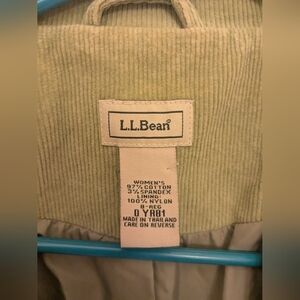 L.L.Bean
WOMEN'S
97% COTTON
3% SPANDEX
LINING:
100% NYLON
8-REG
0 YR81
MADE IN THAILAND
CARE ON REVERSE